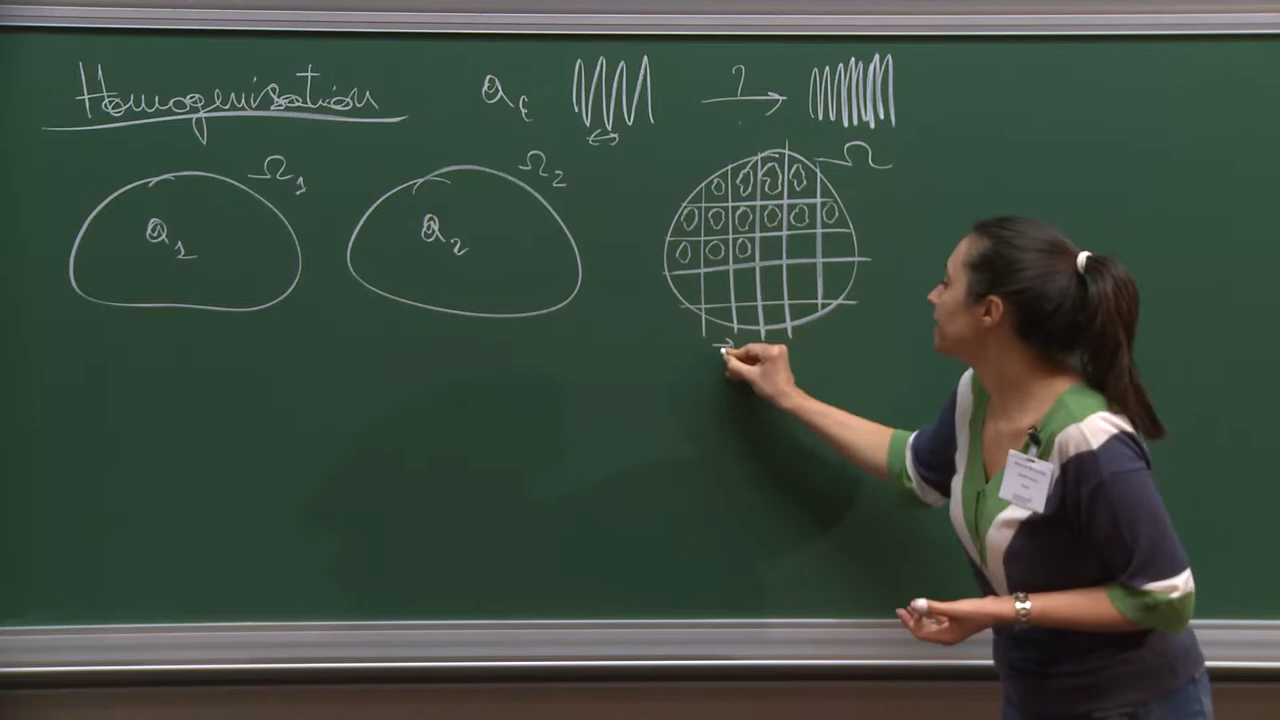 Homogenisation
a_ε ? →
Ω_1 Ω_2 Ω
a_1 a_2